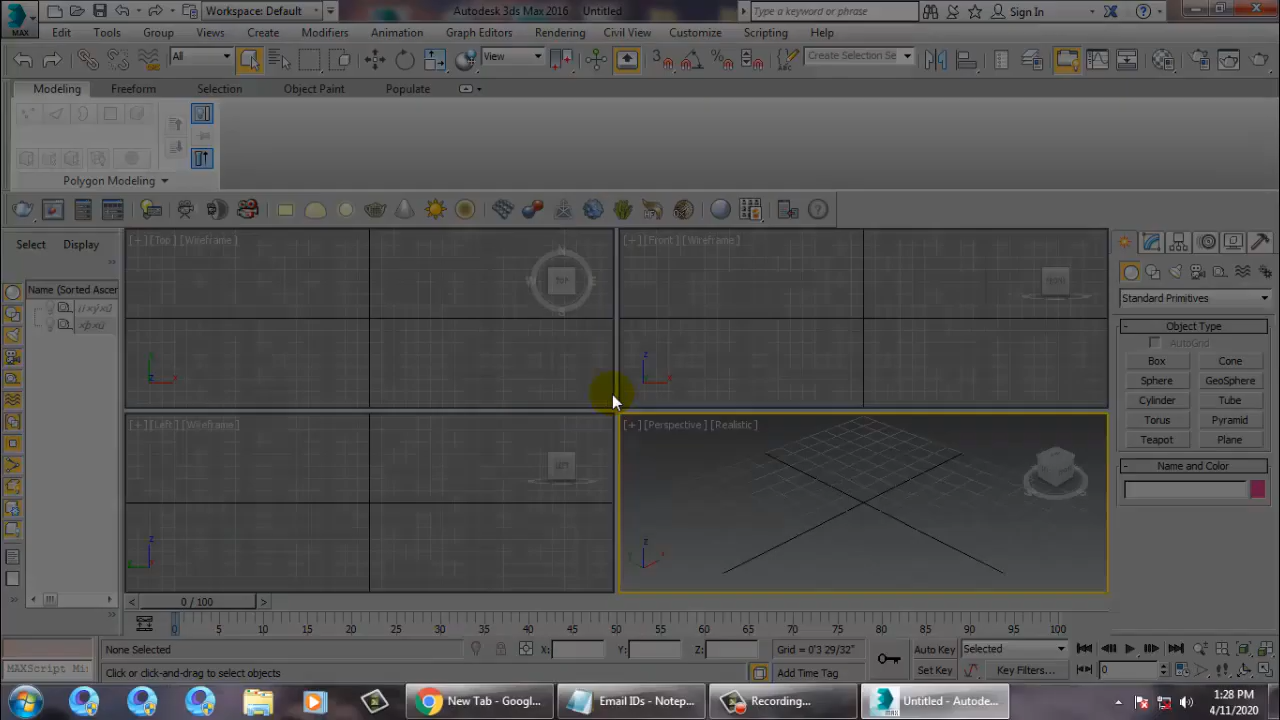 Workspace: Default
Autodesk 3ds Max 2016 Untitled
Type a keyword or phrase
Sign In
MAX
Edit Tools Group Views Create Modifiers Animation Graph Editors Rendering Civil View Customize Scripting Help
All
View
Create Selection Se
Modeling Freeform Selection Object Paint Populate
Polygon Modeling
Select Display
Name (Sorted Ascen
[+] [Top] [Wireframe]
TOP
[+] [Front] [Wireframe]
[+] [Left] [Wireframe]
LEFT
[+] [Perspective] [Realistic]
Standard Primitives
Object Type
AutoGrid
Box Cone
Sphere GeoSphere
Cylinder Tube
Torus Pyramid
Teapot Plane
Name and Color
0 / 100
0 5 10 15 20 25 30 35 40 45 50 55 60 65 70 75 80 85 90 95 100
None Selected
X: Y: Z:
Grid = 0'3 29/32"
Auto Key
Selected
MAXScript Mi
Click or click-and-drag to select objects
Add Time Tag
Set Key
Key Filters...
0
New Tab - Googl...
Email IDs - Notep...
Recording...
Untitled - Autode...
1:28 PM
4/11/2020